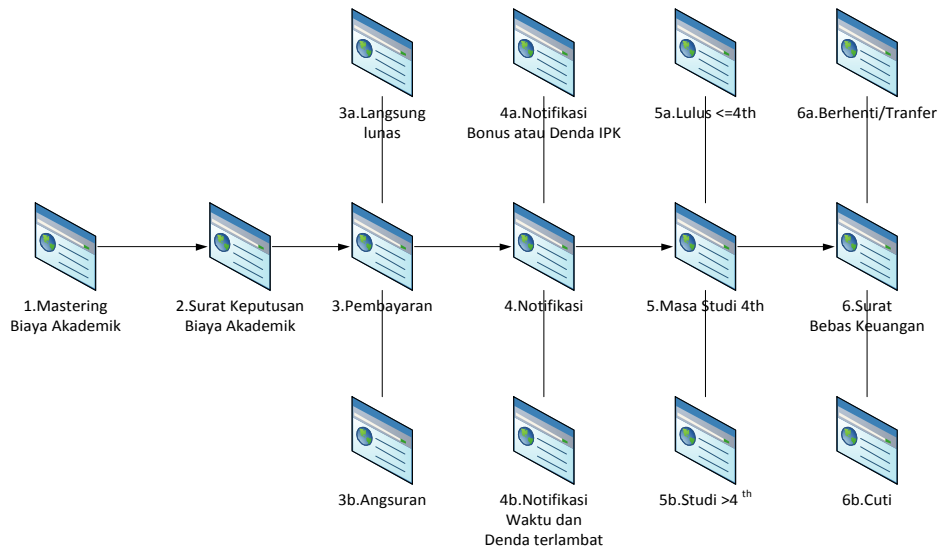 3a.Langsung
lunas
4a.Notifikasi
Bonus atau Denda IPK
5a.Lulus <=4th
6a.Berhenti/Tranfer
1.Mastering
Biaya Akademik
2.Surat Keputusan
Biaya Akademik
3.Pembayaran
4.Notifikasi
5.Masa Studi 4th
6.Surat
Bebas Keuangan
3b.Angsuran
4b.Notifikasi
Waktu dan
Denda terlambat
5b.Studi >4 th
6b.Cuti